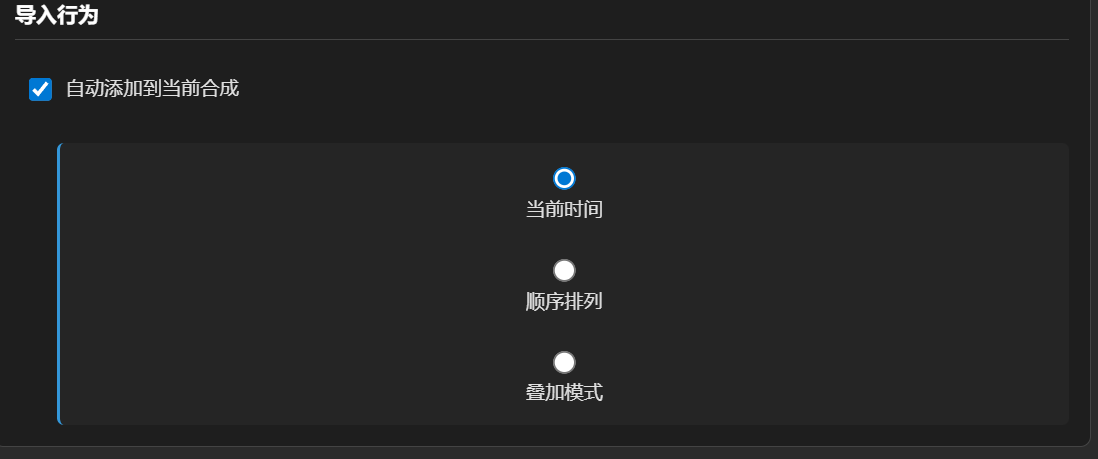 导入行为
自动添加到当前合成
当前时间
顺序排列
叠加模式